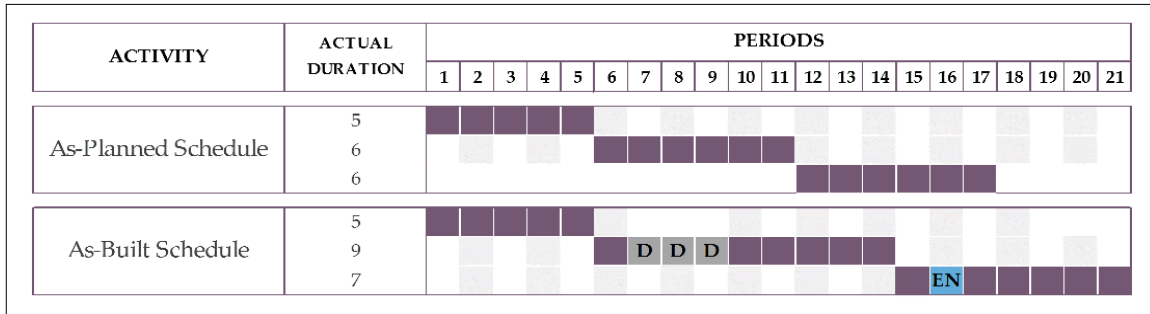 ACTIVITY ACTUAL DURATION PERIODS
1 2 3 4 5 6 7 8 9 10 11 12 13 14 15 16 17 18 19 20 21
As-Planned Schedule
5
6
6
As-Built Schedule
5
9 D D D
7 EN